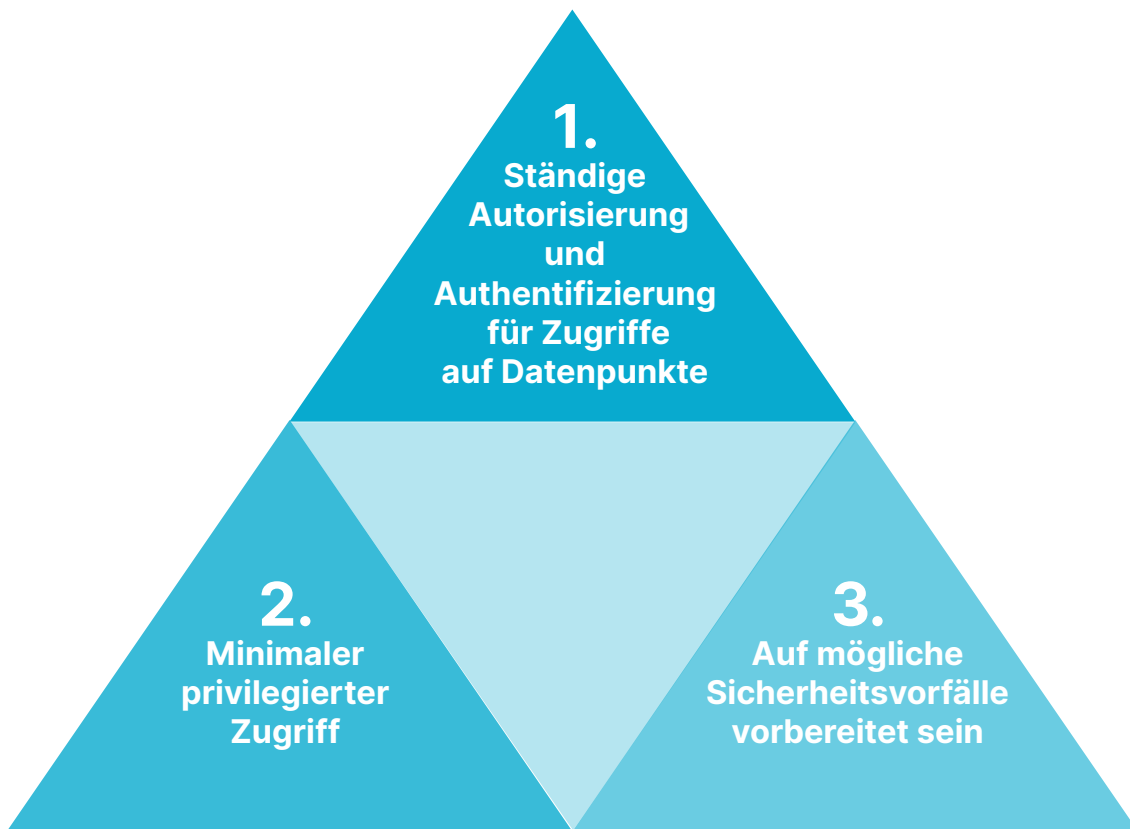 1.
Ständige
Autorisierung
und
Authentifizierung
für Zugriffe
auf Datenpunkte
2.
Minimaler
privilegierter
Zugriff
3.
Auf mögliche
Sicherheitsvorfälle
vorbereitet sein